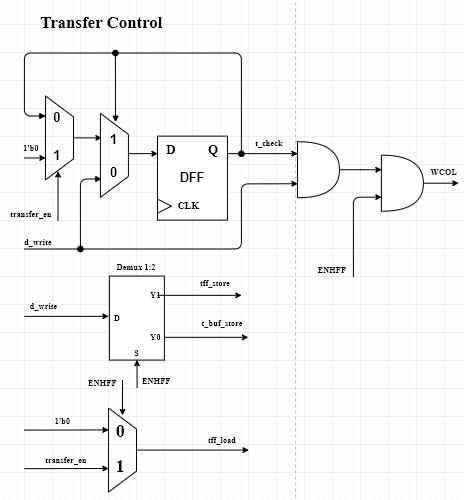 Transfer Control
0
1
1'b0
transfer_en
d_write
1
0
D
Q
DFF
CLK
t_check
WCOL
ENHFF
Demux 1:2
d_write
D
Y1
Y0
S
tff_store
t_buf_store
ENHFF
ENHFF
1'b0
transfer_en
0
1
tff_load